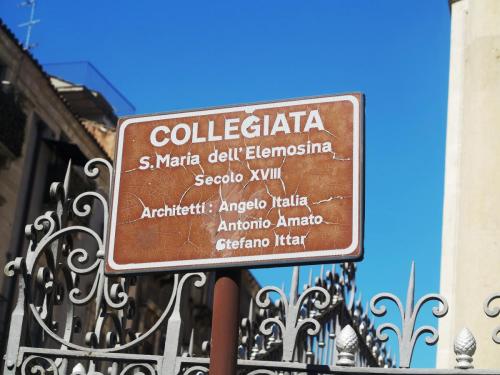 COLLEGIATA
S. Maria dell'Elemosina
Secolo XVIII
Architetti: Angelo Italia
Antonio Amato
Stefano Ittar